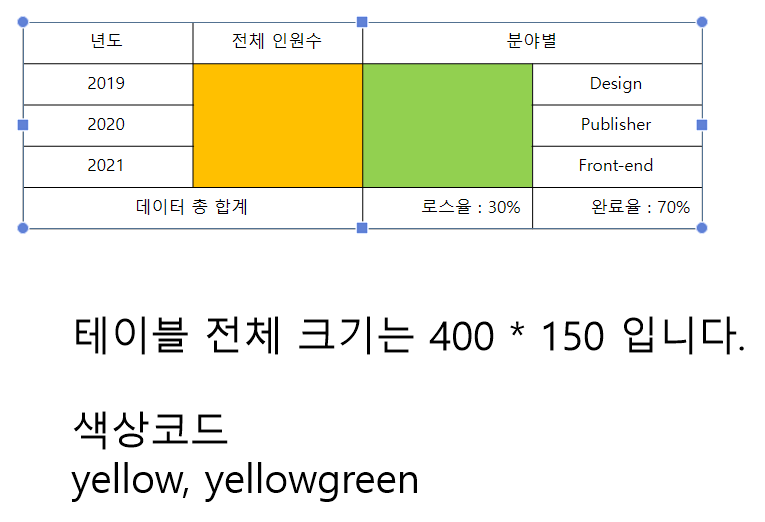 년도 전체 인원수 분야별
2019 Design
2020 Publisher
2021 Front-end
데이터 총 합계 로스율 : 30% 완료율 : 70%
테이블 전체 크기는 400 * 150 입니다.
색상코드
yellow, yellowgreen